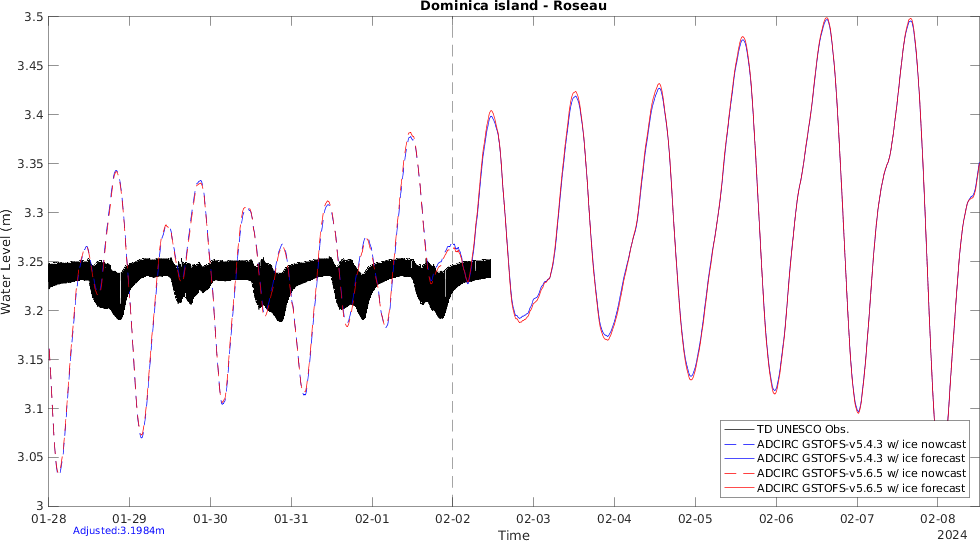 Dominica island - Roseau
3.5
3.45
3.4
3.35
3.3
3.25
3.2
3.15
3.1
3.05
3
Water Level (m)
TD UNESCO Obs.
ADCIRC GSTOFS-v5.4.3 w/ ice nowcast
ADCIRC GSTOFS-v5.4.3 w/ ice forecast
ADCIRC GSTOFS-v5.6.5 w/ ice nowcast
ADCIRC GSTOFS-v5.6.5 w/ ice forecast
01-28 01-29 01-30 01-31 02-01 02-02 02-03 02-04 02-05 02-06 02-07 02-08
Adjusted:3.1984m
Time
2024